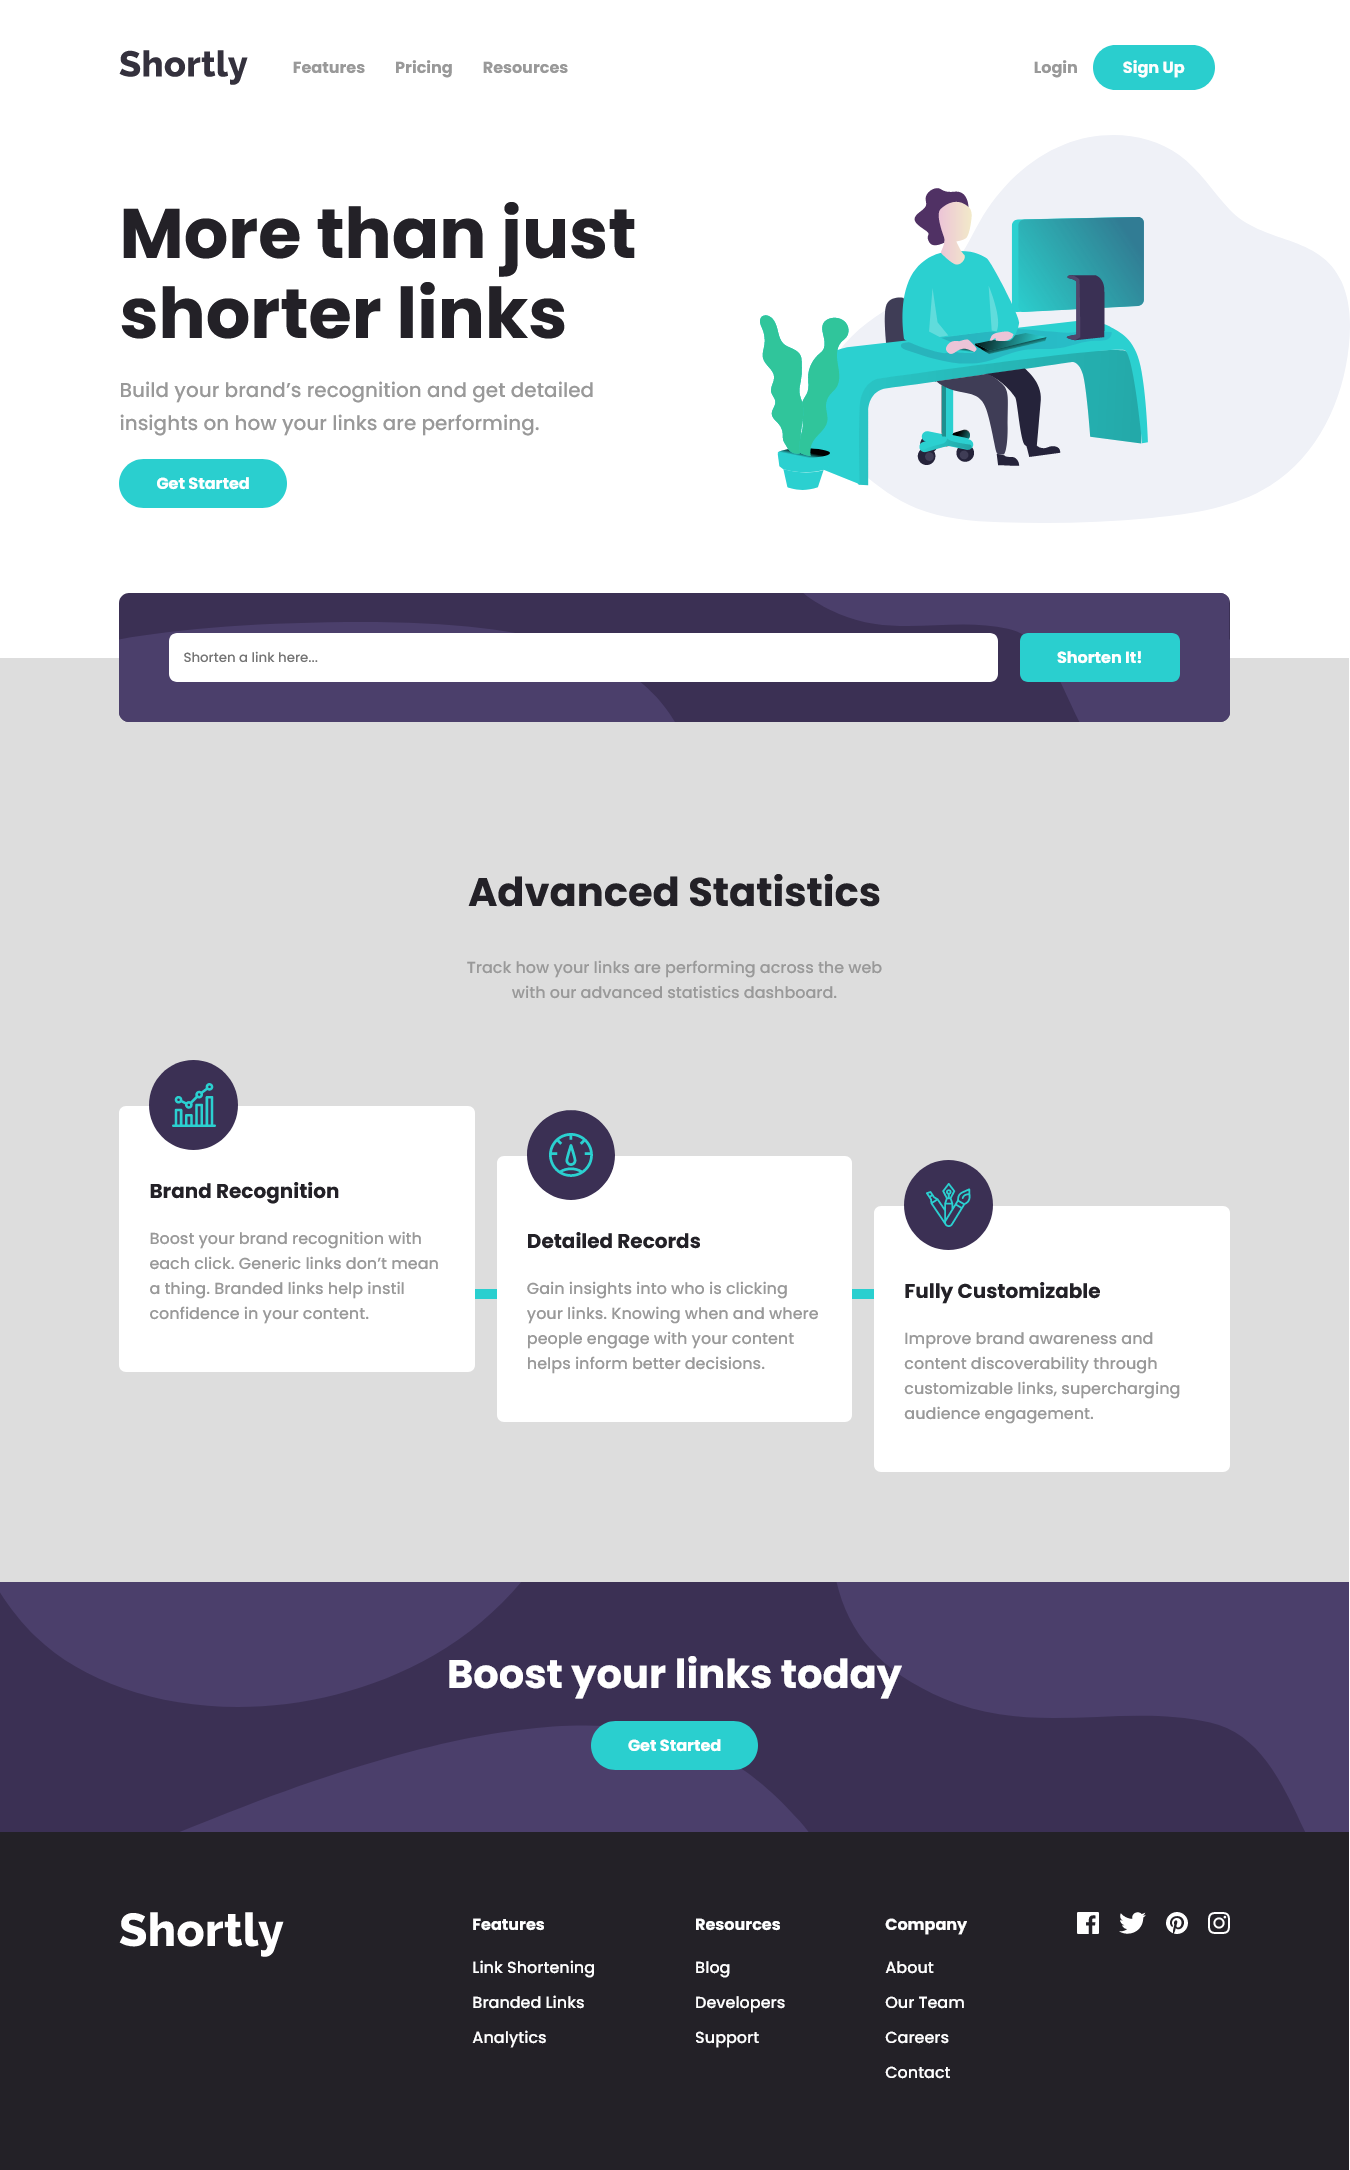 Shortly
Features
Pricing
Resources
Login
Sign Up
More than just
shorter links
Build your brand’s recognition and get detailed
insights on how your links are performing.
Get Started
Shorten a link here...
Shorten It!
Advanced Statistics
Track how your links are performing across the web
with our advanced statistics dashboard.
Brand Recognition
Boost your brand recognition with
each click. Generic links don’t mean
a thing. Branded links help instil
confidence in your content.
Detailed Records
Gain insights into who is clicking
your links. Knowing when and where
people engage with your content
helps inform better decisions.
Fully Customizable
Improve brand awareness and
content discoverability through
customizable links, supercharging
audience engagement.
Boost your links today
Get Started
Shortly
Features
Link Shortening
Branded Links
Analytics
Resources
Blog
Developers
Support
Company
About
Our Team
Careers
Contact